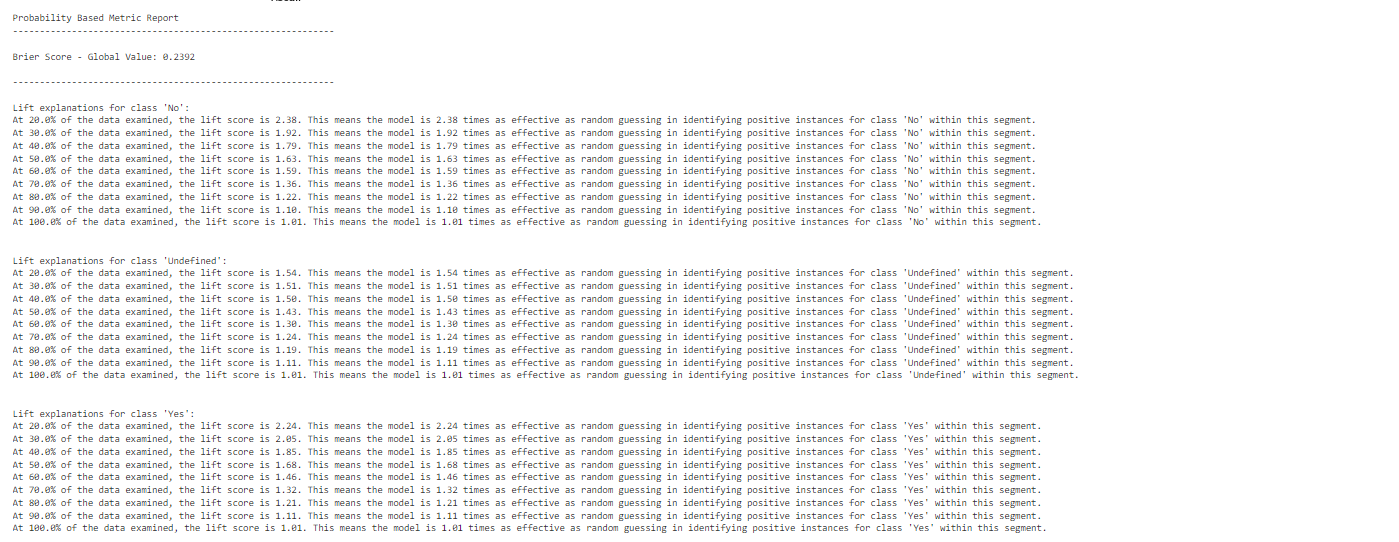 Probability Based Metric Report
------------------------------------------------------------
Brier Score - Global Value: 0.2392
------------------------------------------------------------
Lift explanations for class 'No':
At 20.0% of the data examined, the lift score is 2.38. This means the model is 2.38 times as effective as random guessing in identifying positive instances for class 'No' within this segment.
At 30.0% of the data examined, the lift score is 1.92. This means the model is 1.92 times as effective as random guessing in identifying positive instances for class 'No' within this segment.
At 40.0% of the data examined, the lift score is 1.79. This means the model is 1.79 times as effective as random guessing in identifying positive instances for class 'No' within this segment.
At 50.0% of the data examined, the lift score is 1.63. This means the model is 1.63 times as effective as random guessing in identifying positive instances for class 'No' within this segment.
At 60.0% of the data examined, the lift score is 1.59. This means the model is 1.59 times as effective as random guessing in identifying positive instances for class 'No' within this segment.
At 70.0% of the data examined, the lift score is 1.36. This means the model is 1.36 times as effective as random guessing in identifying positive instances for class 'No' within this segment.
At 80.0% of the data examined, the lift score is 1.22. This means the model is 1.22 times as effective as random guessing in identifying positive instances for class 'No' within this segment.
At 90.0% of the data examined, the lift score is 1.10. This means the model is 1.10 times as effective as random guessing in identifying positive instances for class 'No' within this segment.
At 100.0% of the data examined, the lift score is 1.01. This means the model is 1.01 times as effective as random guessing in identifying positive instances for class 'No' within this segment.
Lift explanations for class 'Undefined':
At 20.0% of the data examined, the lift score is 1.54. This means the model is 1.54 times as effective as random guessing in identifying positive instances for class 'Undefined' within this segment.
At 30.0% of the data examined, the lift score is 1.51. This means the model is 1.51 times as effective as random guessing in identifying positive instances for class 'Undefined' within this segment.
At 40.0% of the data examined, the lift score is 1.50. This means the model is 1.50 times as effective as random guessing in identifying positive instances for class 'Undefined' within this segment.
At 50.0% of the data examined, the lift score is 1.43. This means the model is 1.43 times as effective as random guessing in identifying positive instances for class 'Undefined' within this segment.
At 60.0% of the data examined, the lift score is 1.30. This means the model is 1.30 times as effective as random guessing in identifying positive instances for class 'Undefined' within this segment.
At 70.0% of the data examined, the lift score is 1.24. This means the model is 1.24 times as effective as random guessing in identifying positive instances for class 'Undefined' within this segment.
At 80.0% of the data examined, the lift score is 1.19. This means the model is 1.19 times as effective as random guessing in identifying positive instances for class 'Undefined' within this segment.
At 90.0% of the data examined, the lift score is 1.11. This means the model is 1.11 times as effective as random guessing in identifying positive instances for class 'Undefined' within this segment.
At 100.0% of the data examined, the lift score is 1.01. This means the model is 1.01 times as effective as random guessing in identifying positive instances for class 'Undefined' within this segment.
Lift explanations for class 'Yes':
At 20.0% of the data examined, the lift score is 2.24. This means the model is 2.24 times as effective as random guessing in identifying positive instances for class 'Yes' within this segment.
At 30.0% of the data examined, the lift score is 2.05. This means the model is 2.05 times as effective as random guessing in identifying positive instances for class 'Yes' within this segment.
At 40.0% of the data examined, the lift score is 1.85. This means the model is 1.85 times as effective as random guessing in identifying positive instances for class 'Yes' within this segment.
At 50.0% of the data examined, the lift score is 1.68. This means the model is 1.68 times as effective as random guessing in identifying positive instances for class 'Yes' within this segment.
At 60.0% of the data examined, the lift score is 1.46. This means the model is 1.46 times as effective as random guessing in identifying positive instances for class 'Yes' within this segment.
At 70.0% of the data examined, the lift score is 1.32. This means the model is 1.32 times as effective as random guessing in identifying positive instances for class 'Yes' within this segment.
At 80.0% of the data examined, the lift score is 1.21. This means the model is 1.21 times as effective as random guessing in identifying positive instances for class 'Yes' within this segment.
At 90.0% of the data examined, the lift score is 1.11. This means the model is 1.11 times as effective as random guessing in identifying positive instances for class 'Yes' within this segment.
At 100.0% of the data examined, the lift score is 1.01. This means the model is 1.01 times as effective as random guessing in identifying positive instances for class 'Yes' within this segment.